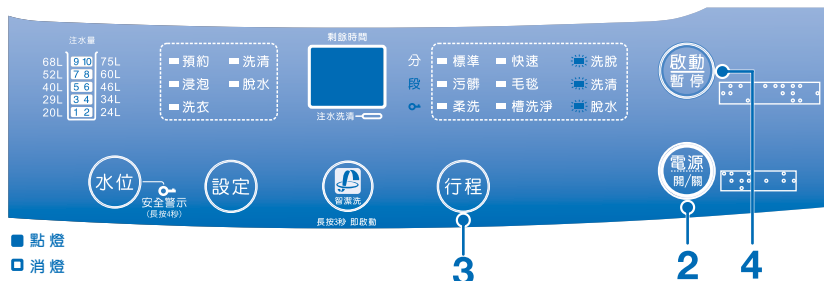 注水量
68L 9 10 75L
52L 7 8 60L
40L 5 6 46L
29L 3 4 34L
20L 1 2 24L
預約 洗清
浸泡 脫水
洗衣
剩餘時間
注水洗清
分 標準 快速 洗脫
段 污髒 毛毯 洗清
柔洗 槽洗淨 脫水
啟動
暫停
4
水位
安全警示
(長按4秒)
設定
智潔洗
長按3秒 即啟動
行程
3
電源
開/關
2
點燈
消燈